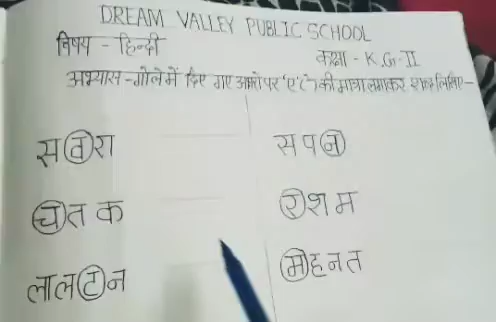 DREAM VALLEY PUBLIC SCHOOL
विषय - हिन्दी
कक्षा - K.G-II
अभ्यास - गोले में दिए गए अक्षरों पर 'ए' (े) की मात्रा लगाकर शब्द लिखिए -
सवरा
सपन
चतक
रशम
लालटन
महनत